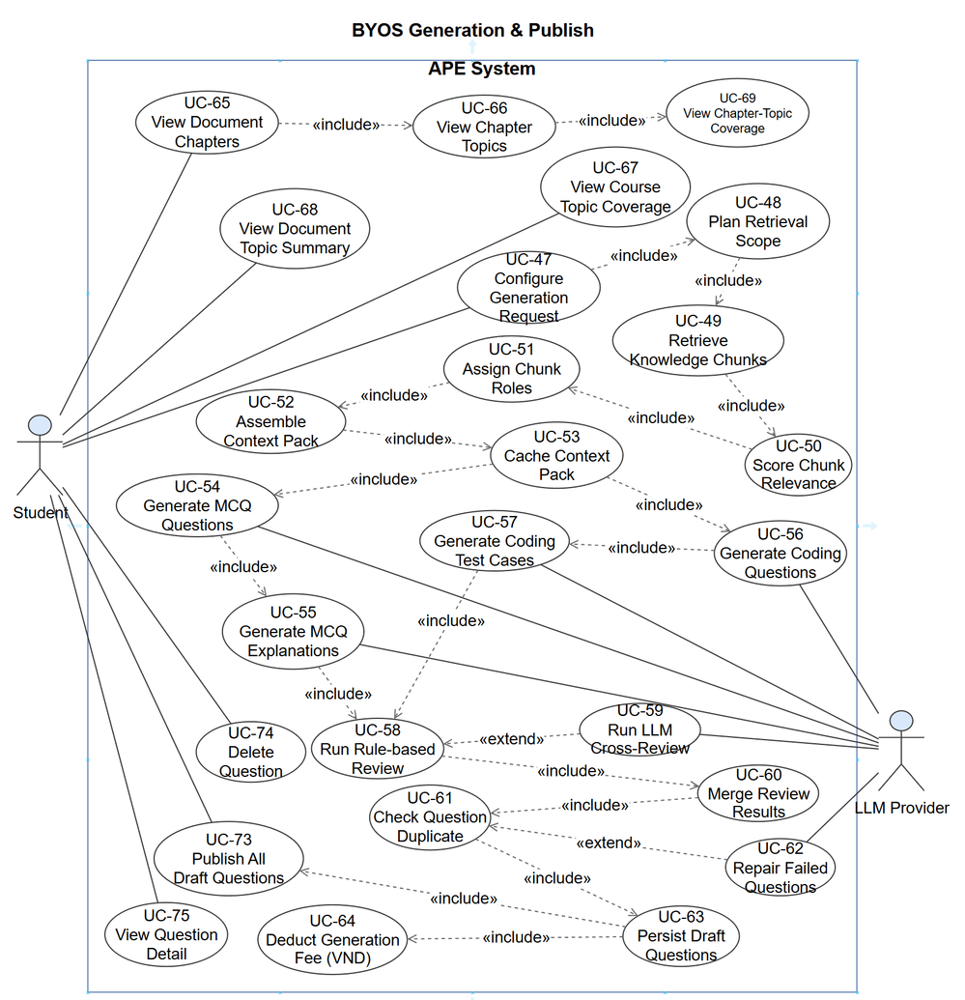 BYOS Generation & Publish
APE System
UC-65
View Document
Chapters
«include»
UC-66
View Chapter
Topics
«include»
UC-69
View Chapter-Topic
Coverage
UC-67
View Course
Topic Coverage
UC-68
View Document
Topic Summary
UC-48
Plan Retrieval
Scope
«include»
UC-47
Configure
Generation
Request
«include»
UC-49
Retrieve
Knowledge Chunks
UC-51
Assign Chunk
Roles
«include»
UC-52
Assemble
Context Pack
«include»
«include»
«include»
UC-53
Cache Context
Pack
UC-50
Score Chunk
Relevance
«include»
UC-54
Generate MCQ
Questions
Student
«include»
UC-57
Generate Coding
Test Cases
«include»
UC-56
Generate Coding
Questions
«include»
UC-55
Generate MCQ
Explanations
«include»
«include»
UC-74
Delete
Question
UC-58
Run Rule-based
Review
«extend»
UC-59
Run LLM
Cross-Review
«include»
UC-60
Merge Review
Results
LLM Provider
UC-61
Check Question
Duplicate
«include»
«extend»
UC-62
Repair Failed
Questions
UC-73
Publish All
Draft Questions
«include»
«include»
UC-75
View Question
Detail
UC-64
Deduct Generation
Fee (VND)
«include»
UC-63
Persist Draft
Questions